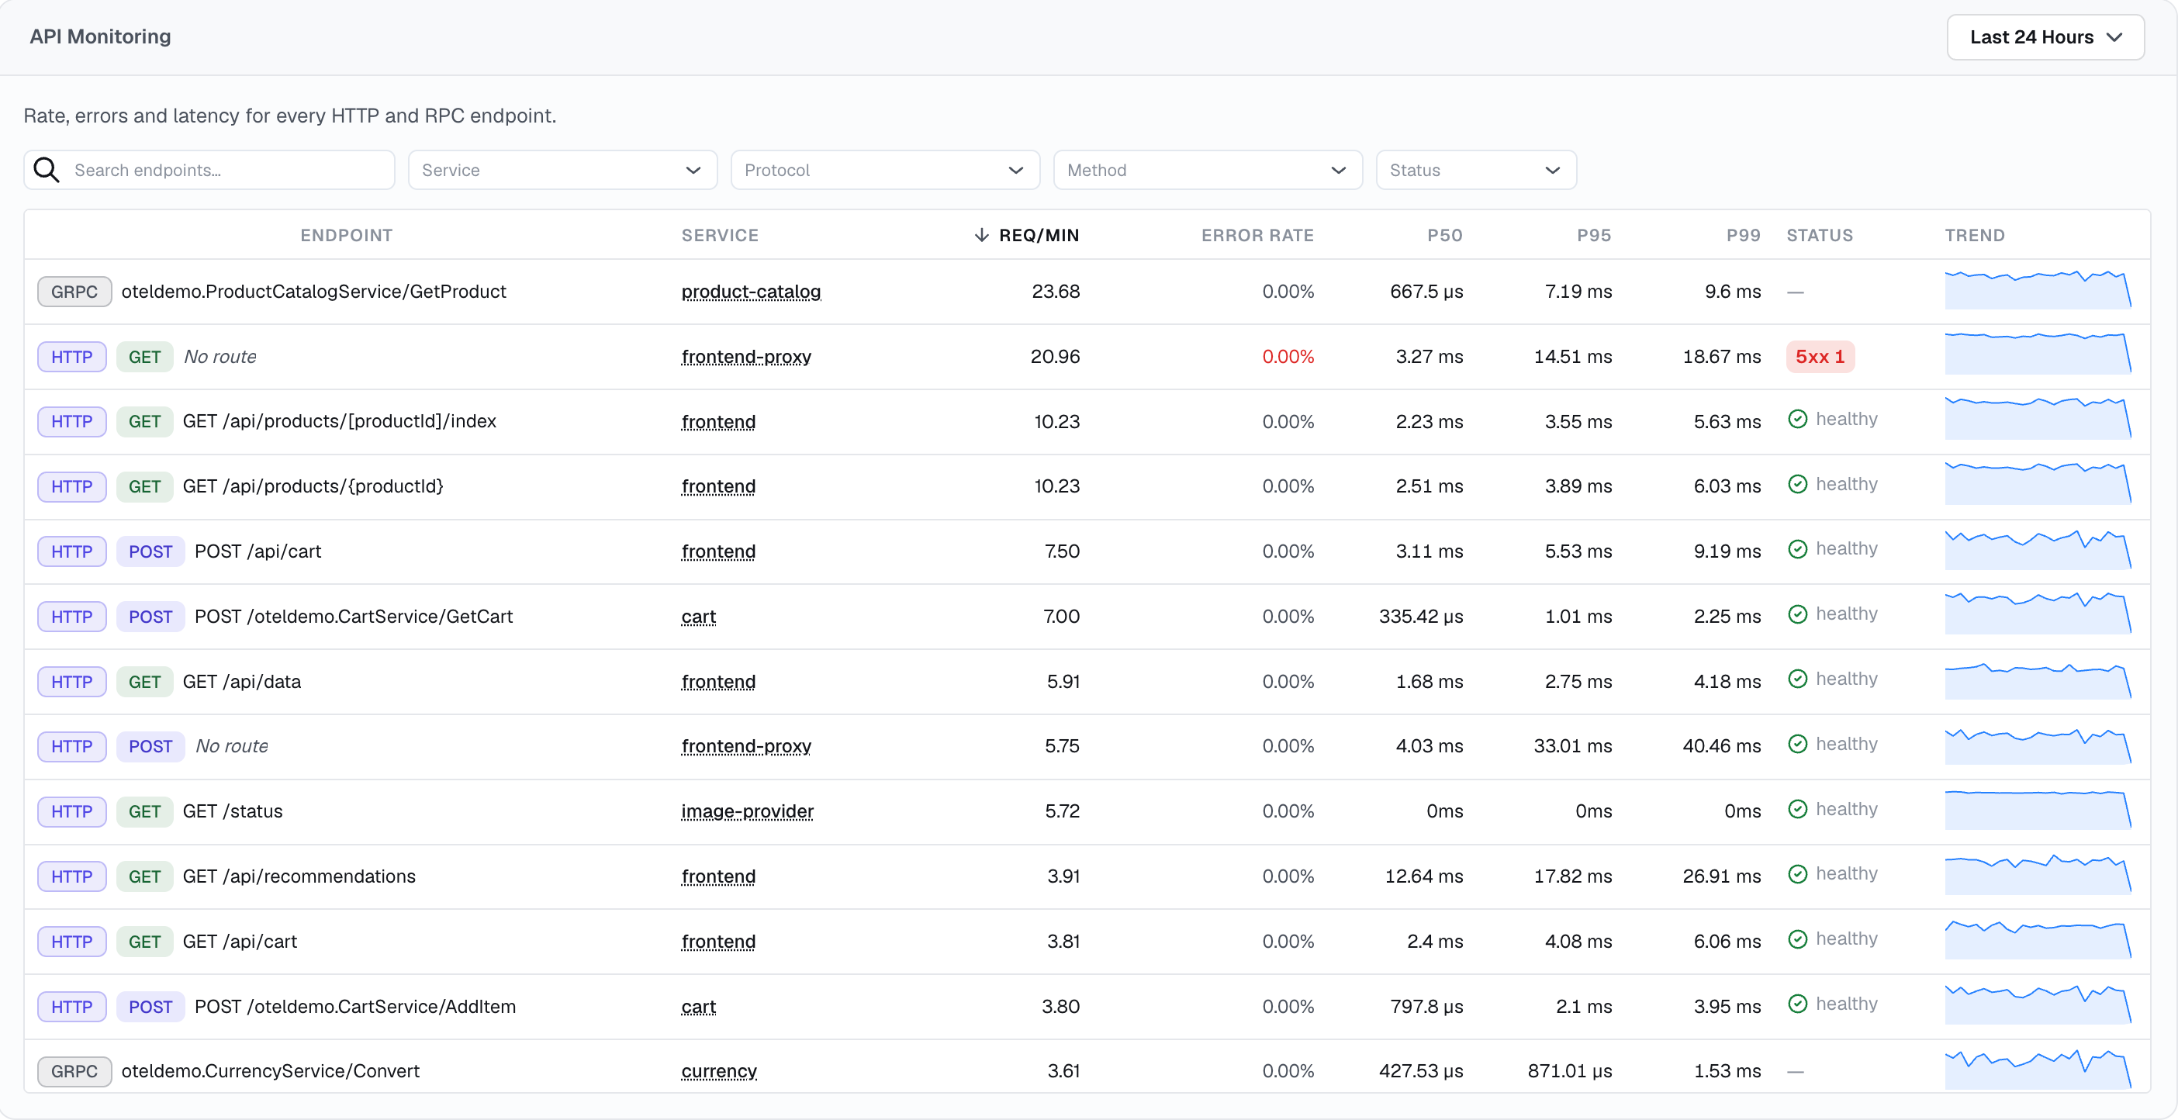 API Monitoring
Last 24 Hours
Rate, errors and latency for every HTTP and RPC endpoint.
Search endpoints...
Service
Protocol
Method
Status
ENDPOINT SERVICE ↓ REQ/MIN ERROR RATE P50 P95 P99 STATUS TREND
GRPC oteldemo.ProductCatalogService/GetProduct product-catalog 23.68 0.00% 667.5 µs 7.19 ms 9.6 ms —
HTTP GET No route frontend-proxy 20.96 0.00% 3.27 ms 14.51 ms 18.67 ms 5xx 1
HTTP GET GET /api/products/[productId]/index frontend 10.23 0.00% 2.23 ms 3.55 ms 5.63 ms healthy
HTTP GET GET /api/products/{productId} frontend 10.23 0.00% 2.51 ms 3.89 ms 6.03 ms healthy
HTTP POST POST /api/cart frontend 7.50 0.00% 3.11 ms 5.53 ms 9.19 ms healthy
HTTP POST POST /oteldemo.CartService/GetCart cart 7.00 0.00% 335.42 µs 1.01 ms 2.25 ms healthy
HTTP GET GET /api/data frontend 5.91 0.00% 1.68 ms 2.75 ms 4.18 ms healthy
HTTP POST No route frontend-proxy 5.75 0.00% 4.03 ms 33.01 ms 40.46 ms healthy
HTTP GET GET /status image-provider 5.72 0.00% 0ms 0ms 0ms healthy
HTTP GET GET /api/recommendations frontend 3.91 0.00% 12.64 ms 17.82 ms 26.91 ms healthy
HTTP GET GET /api/cart frontend 3.81 0.00% 2.4 ms 4.08 ms 6.06 ms healthy
HTTP POST POST /oteldemo.CartService/AddItem cart 3.80 0.00% 797.8 µs 2.1 ms 3.95 ms healthy
GRPC oteldemo.CurrencyService/Convert currency 3.61 0.00% 427.53 µs 871.01 µs 1.53 ms —